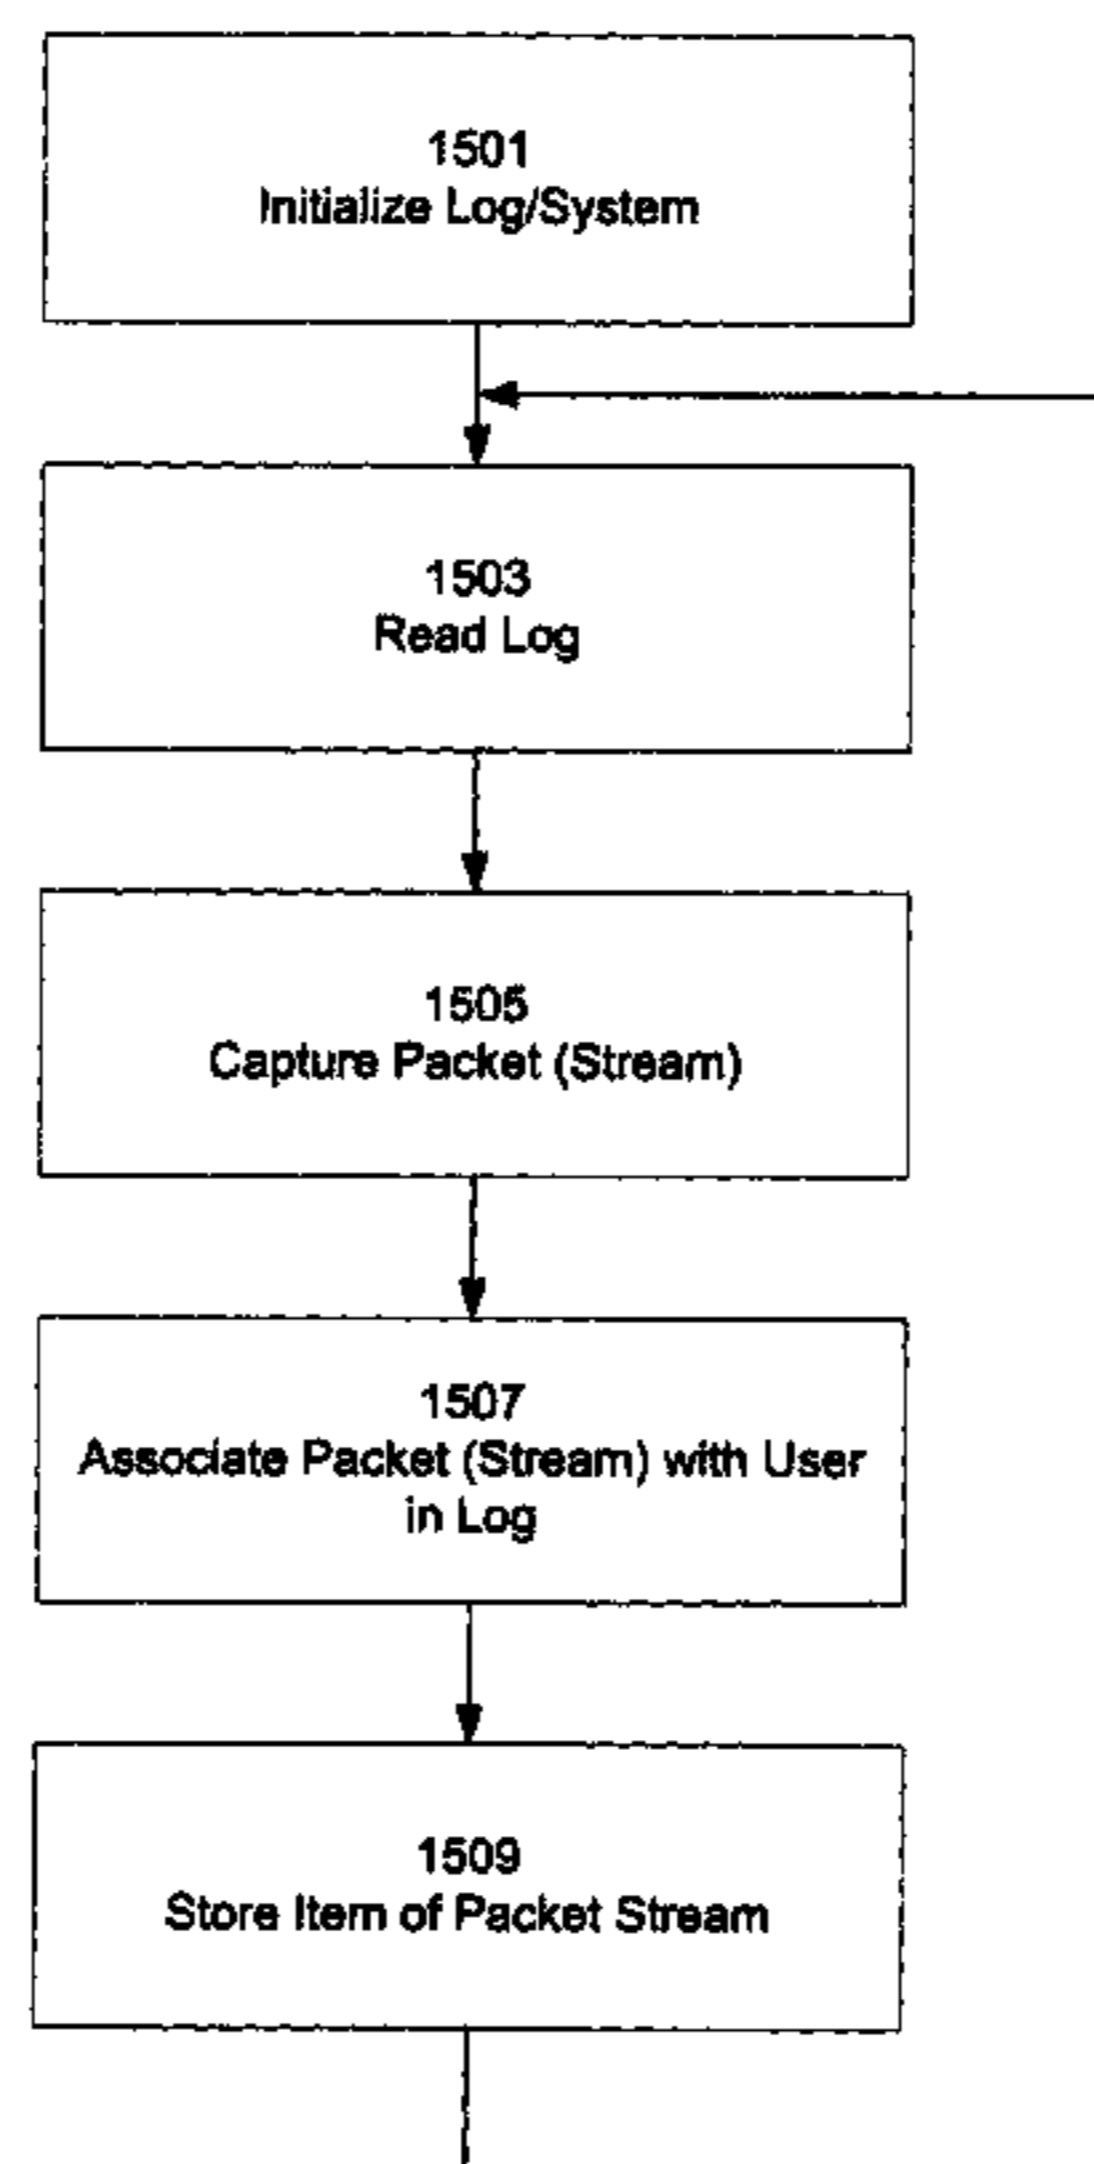 1501
Initialize Log/System
1503
Read Log
1505
Capture Packet (Stream)
1507
Associate Packet (Stream) with User
in Log
1509
Store Item of Packet Stream